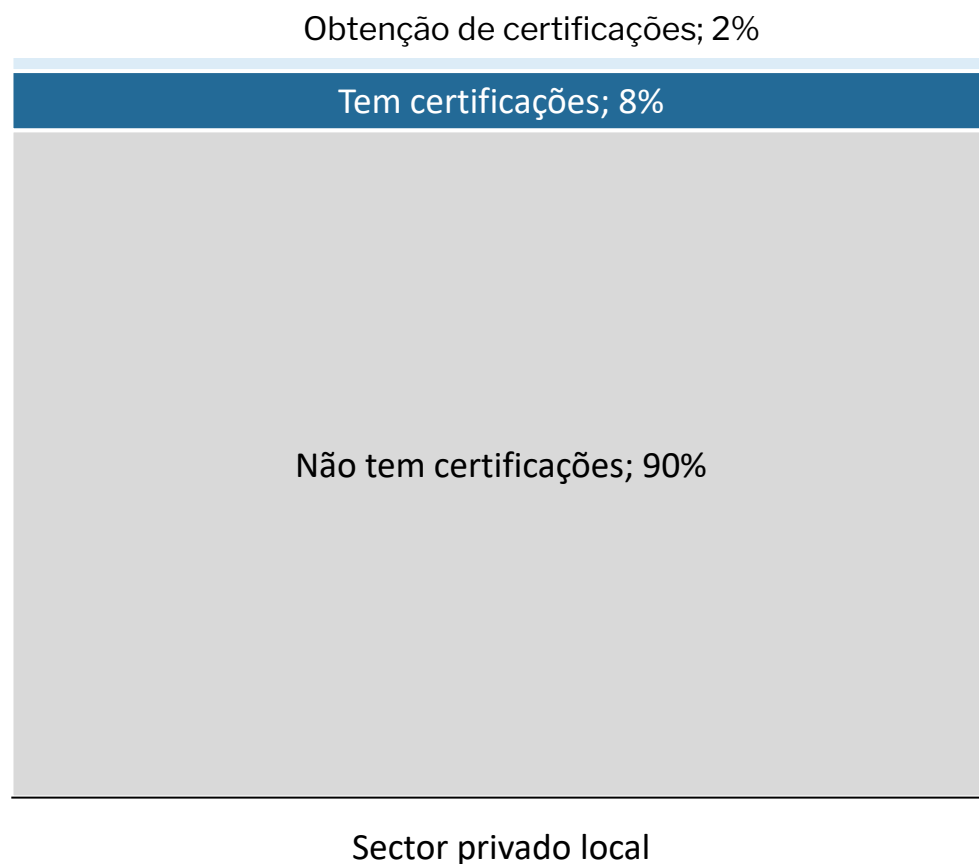 Obtenção de certificações; 2%
Tem certificações; 8%
Não tem certificações; 90%
Sector privado local